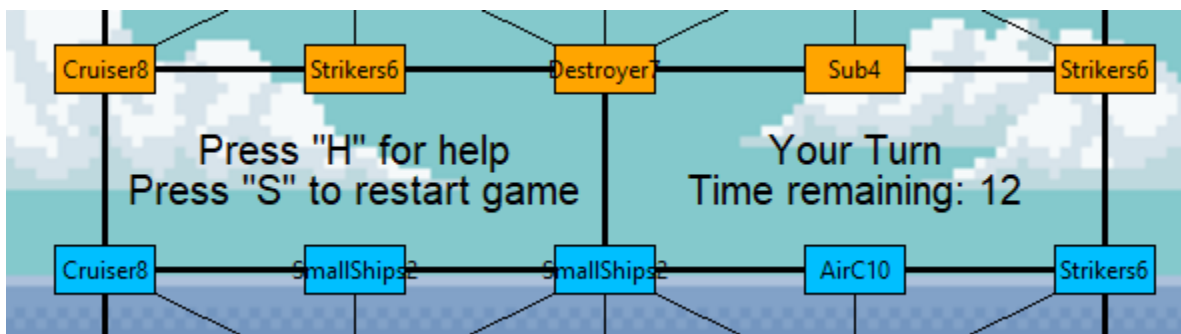 Cruiser8 Strikers6 Destroyer7 Sub4 Strikers6
Press "H" for help
Press "S" to restart game
Your Turn
Time remaining: 12
Cruiser8 SmallShips2 SmallShips2 AirC10 Strikers6